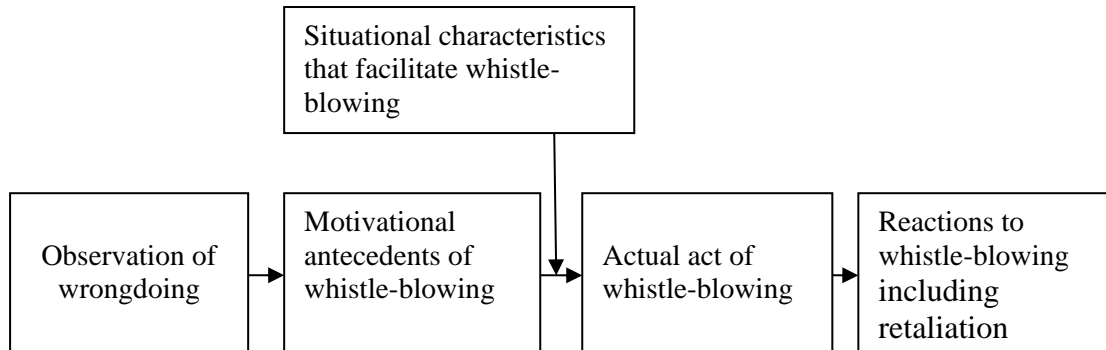 Situational characteristics
that facilitate whistle-
blowing
Observation of
wrongdoing
Motivational
antecedents of
whistle-blowing
Actual act of
whistle-blowing
Reactions to
whistle-blowing
including
retaliation